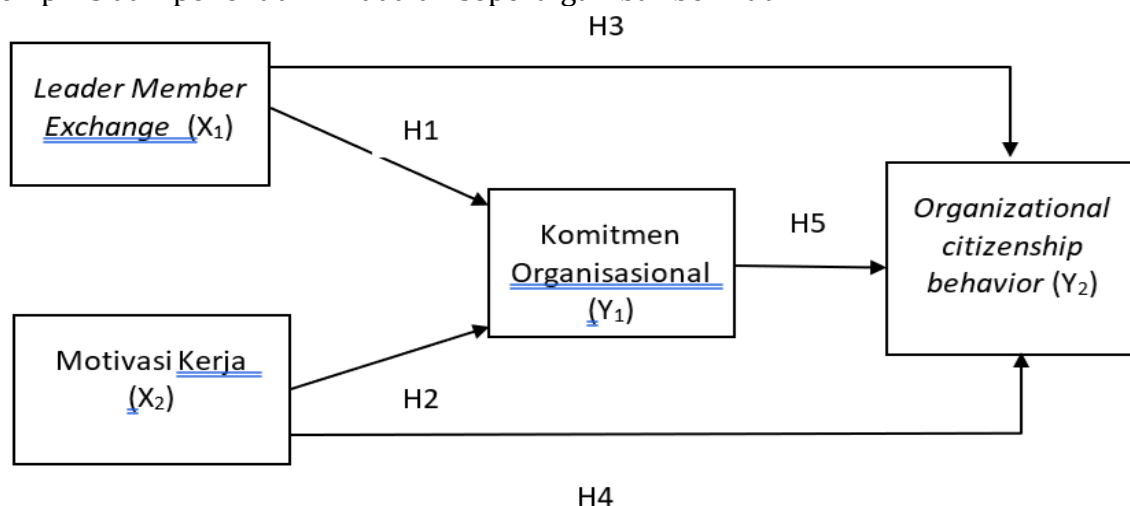 H3
Leader Member
Exchange (X₁)
H1
Komitmen
Organisasional
(Y₁)
H5
Organizational
citizenship
behavior (Y₂)
Motivasi Kerja
(X₂)
H2
H4